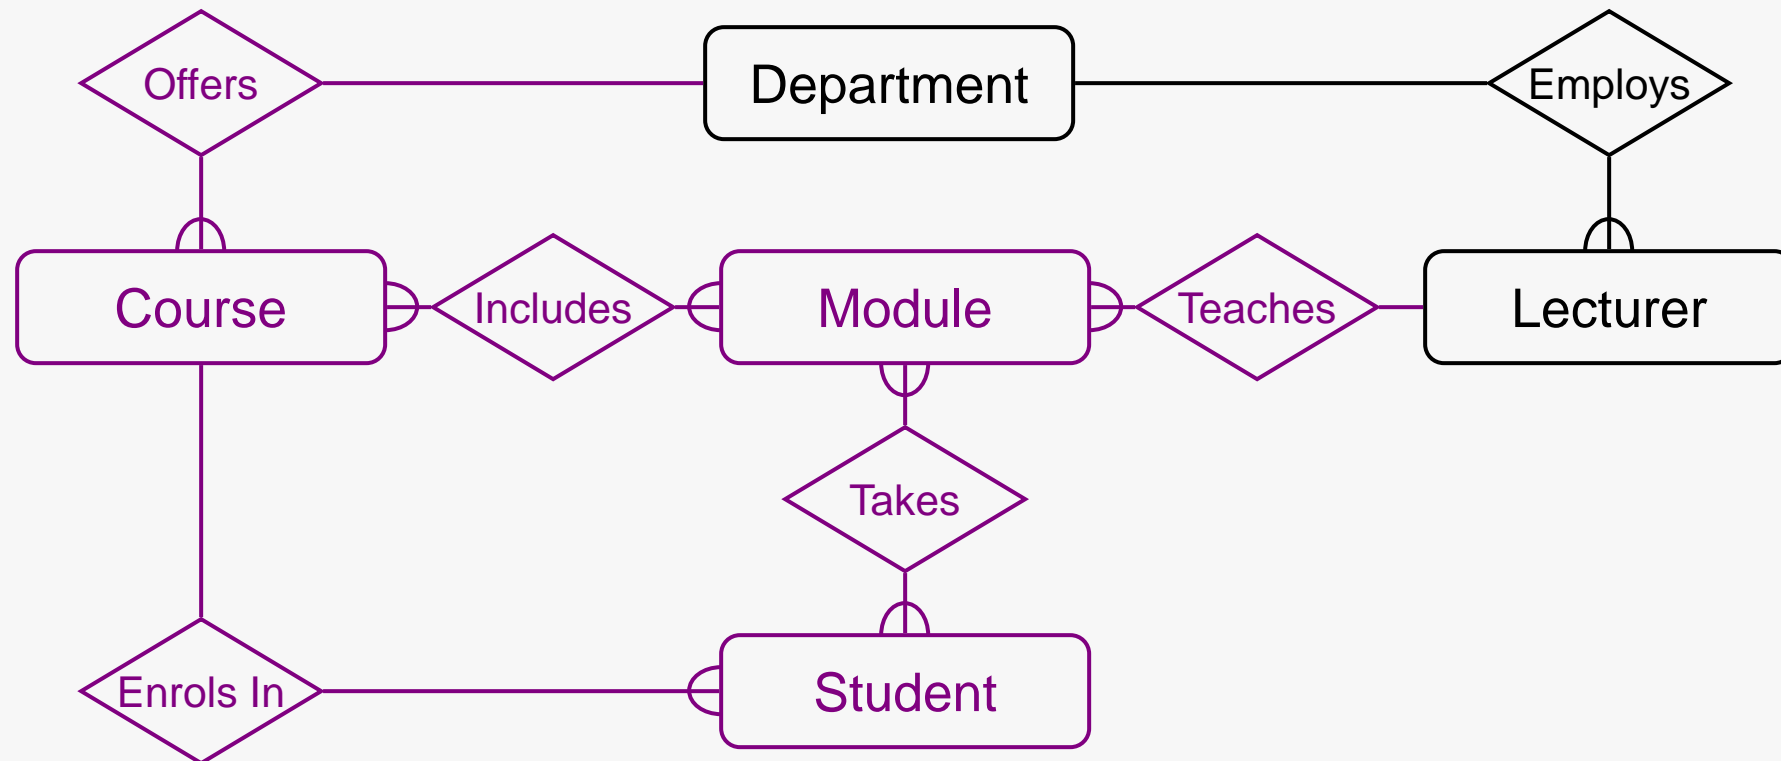 Offers
Department
Employs
Course
Includes
Module
Teaches
Lecturer
Takes
Enrols In
Student